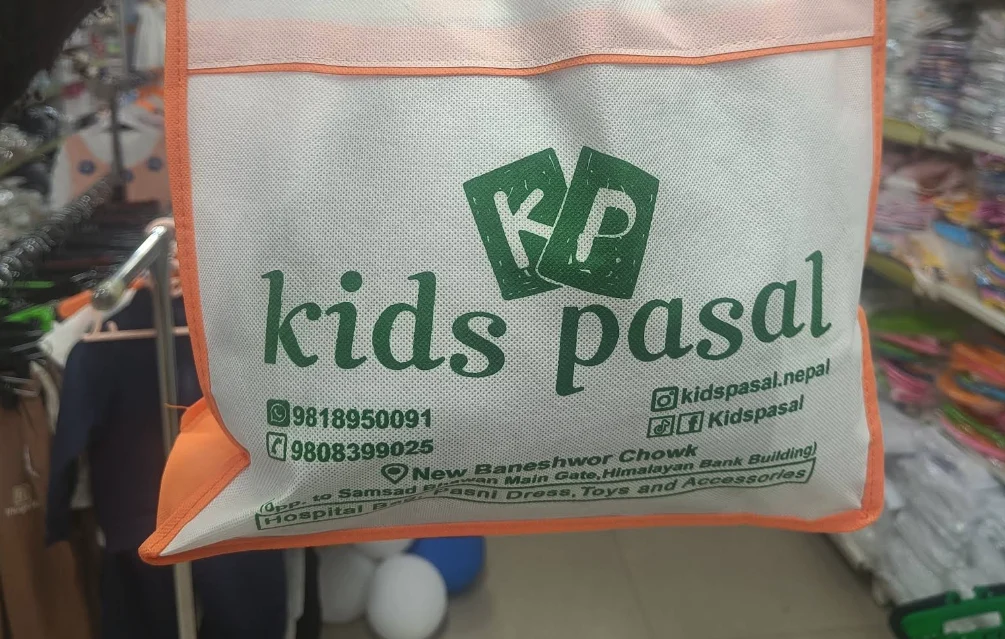 KP
kids pasal
9818950091
9808399025
kidspasal.nepal
Kidspasal
New Baneshwor Chowk
Opp. to Samsad Bhawan Main Gate,Himalayan Bank Building)
Hospital Pasni Dress,Toys and Accessories